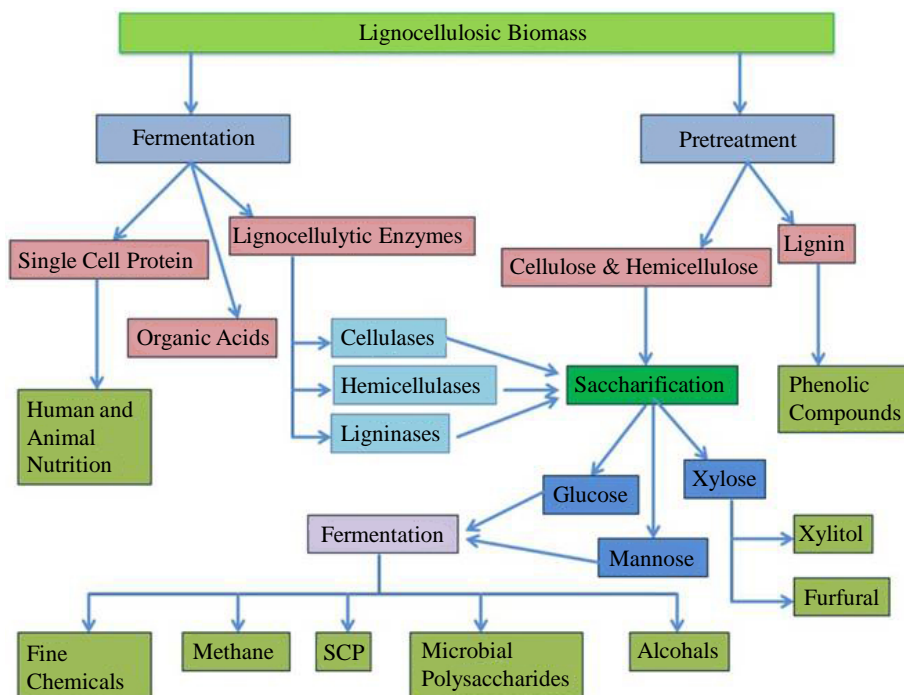 Lignocellulosic Biomass
Fermentation
Pretreatment
Lignocellulytic Enzymes
Lignin
Single Cell Protein
Cellulose & Hemicellulose
Organic Acids
Cellulases
Hemicellulases
Saccharification
Phenolic
Compounds
Human and
Animal
Nutrition
Ligninases
Glucose
Xylose
Fermentation
Mannose
Xylitol
Furfural
Fine
Chemicals
Methane
SCP
Microbial
Polysaccharides
Alcohals